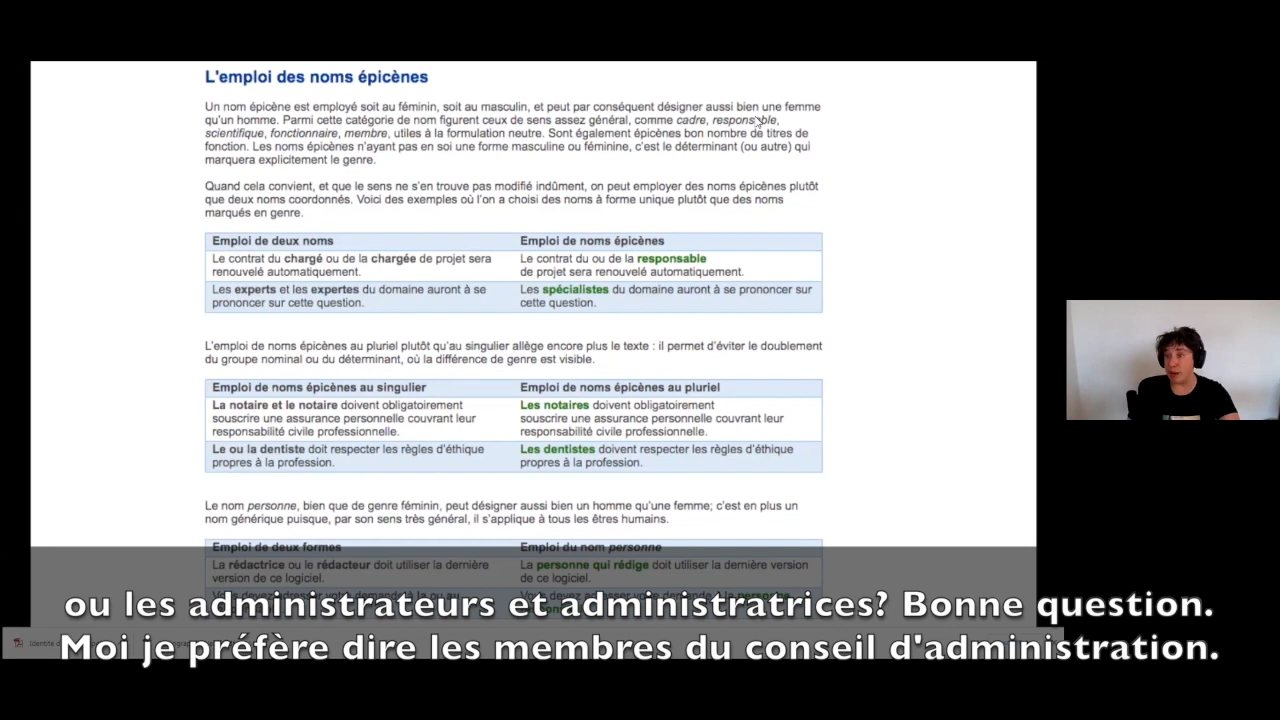 L'emploi des noms épicènes
Un nom épicène est employé soit au féminin, soit au masculin, et peut par conséquent désigner aussi bien une femme
qu'un homme. Parmi cette catégorie de nom figurent ceux de sens assez général, comme cadre, responsable,
scientifique, fonctionnaire, membre, utiles à la formulation neutre. Sont également épicènes bon nombre de titres de
fonction. Les noms épicènes n'ayant pas en soi une forme masculine ou féminine, c'est le déterminant (ou autre) qui
marquera explicitement le genre.
Quand cela convient, et que le sens ne s'en trouve pas modifié indûment, on peut employer des noms épicènes plutôt
que deux noms coordonnés. Voici des exemples où l'on a choisi des noms à forme unique plutôt que des noms
marqués en genre.
Emploi de deux noms Emploi de noms épicènes
Le contrat du chargé ou de la chargée de projet sera Le contrat du ou de la responsable
renouvelé automatiquement. de projet sera renouvelé automatiquement.
Les experts et les expertes du domaine auront à se Les spécialistes du domaine auront à se prononcer sur
prononcer sur cette question. cette question.
L'emploi de noms épicènes au pluriel plutôt qu'au singulier allège encore plus le texte : il permet d'éviter le doublement
du groupe nominal ou du déterminant, où la différence de genre est visible.
Emploi de noms épicènes au singulier Emploi de noms épicènes au pluriel
La notaire et le notaire doivent obligatoirement Les notaires doivent obligatoirement
souscrire une assurance personnelle couvrant leur souscrire une assurance personnelle couvrant leur
responsabilité civile professionnelle. responsabilité civile professionnelle.
Le ou la dentiste doit respecter les règles d'éthique Les dentistes doivent respecter les règles d'éthique
propres à la profession. propres à la profession.
Le nom personne, bien que de genre féminin, peut désigner aussi bien un homme qu'une femme; c'est en plus un
nom générique puisque, par son sens très général, il s'applique à tous les êtres humains.
Emploi de deux formes Emploi du nom personne
La rédactrice ou le rédacteur doit utiliser la dernière La personne qui rédige doit utiliser la dernière version
version de ce logiciel. de ce logiciel.
ou les administrateurs et administratrices? Bonne question.
Moi je préfère dire les membres du conseil d'administration.